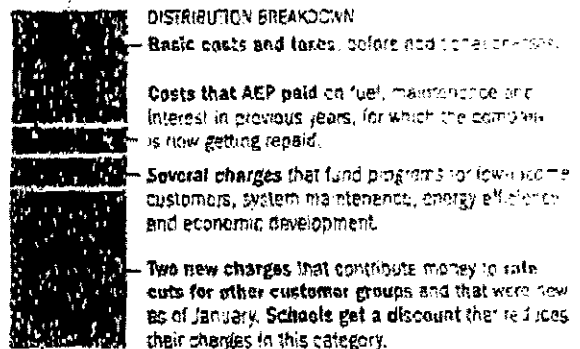 DISTRIBUTION BREAKDOWN
Basic costs and taxes, before
Costs that AEP paid on fuel, maintenance and
interest in previous years, for which the company
is now getting repaid.
Several charges that fund programs for low-income
customers, system maintenence, energy efficiency
and economic development.
Two new charges that contribute money to rate
cuts for other customer groups and that were new
as of January. Schools get a discount that reduces
their charges in this category.